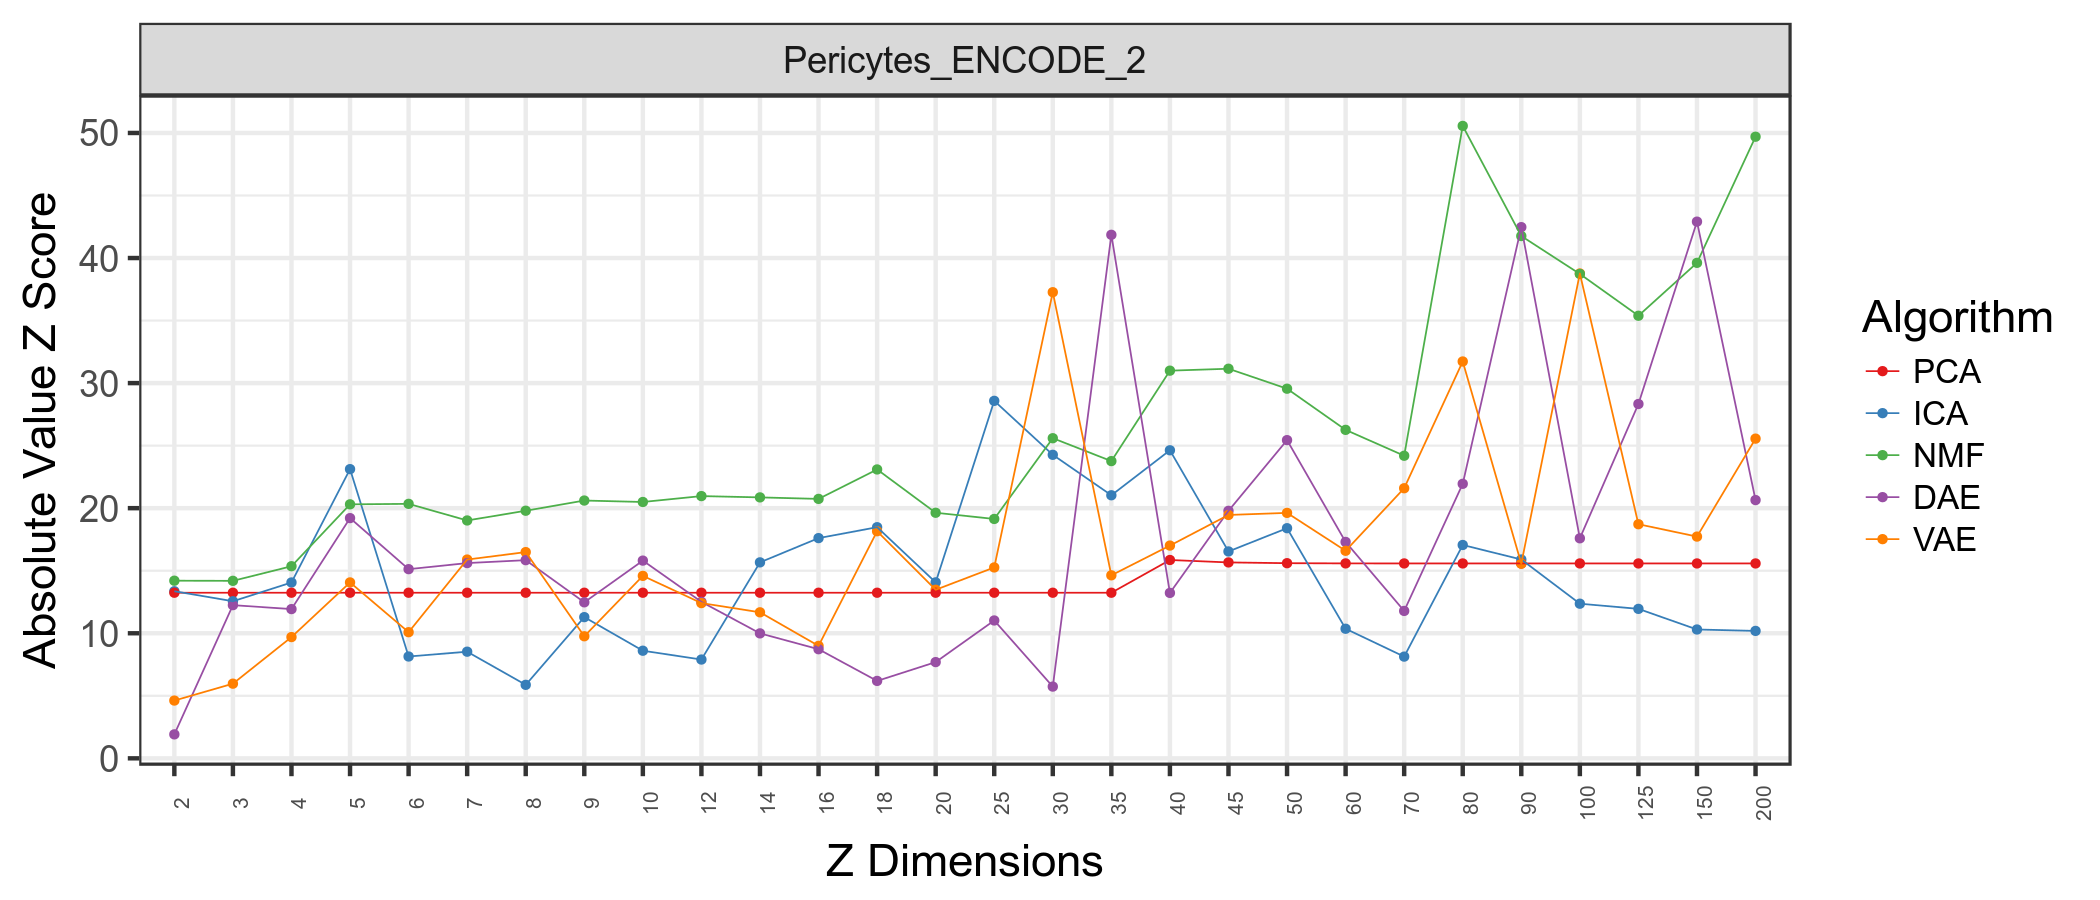 Pericytes_ENCODE_2
Absolute Value Z Score
50
40
30
20
10
0
2 3 4 5 6 7 8 9 10 12 14 16 18 20 25 30 35 40 45 50 60 70 80 90 100 125 150 200
Z Dimensions
Algorithm
PCA
ICA
NMF
DAE
VAE